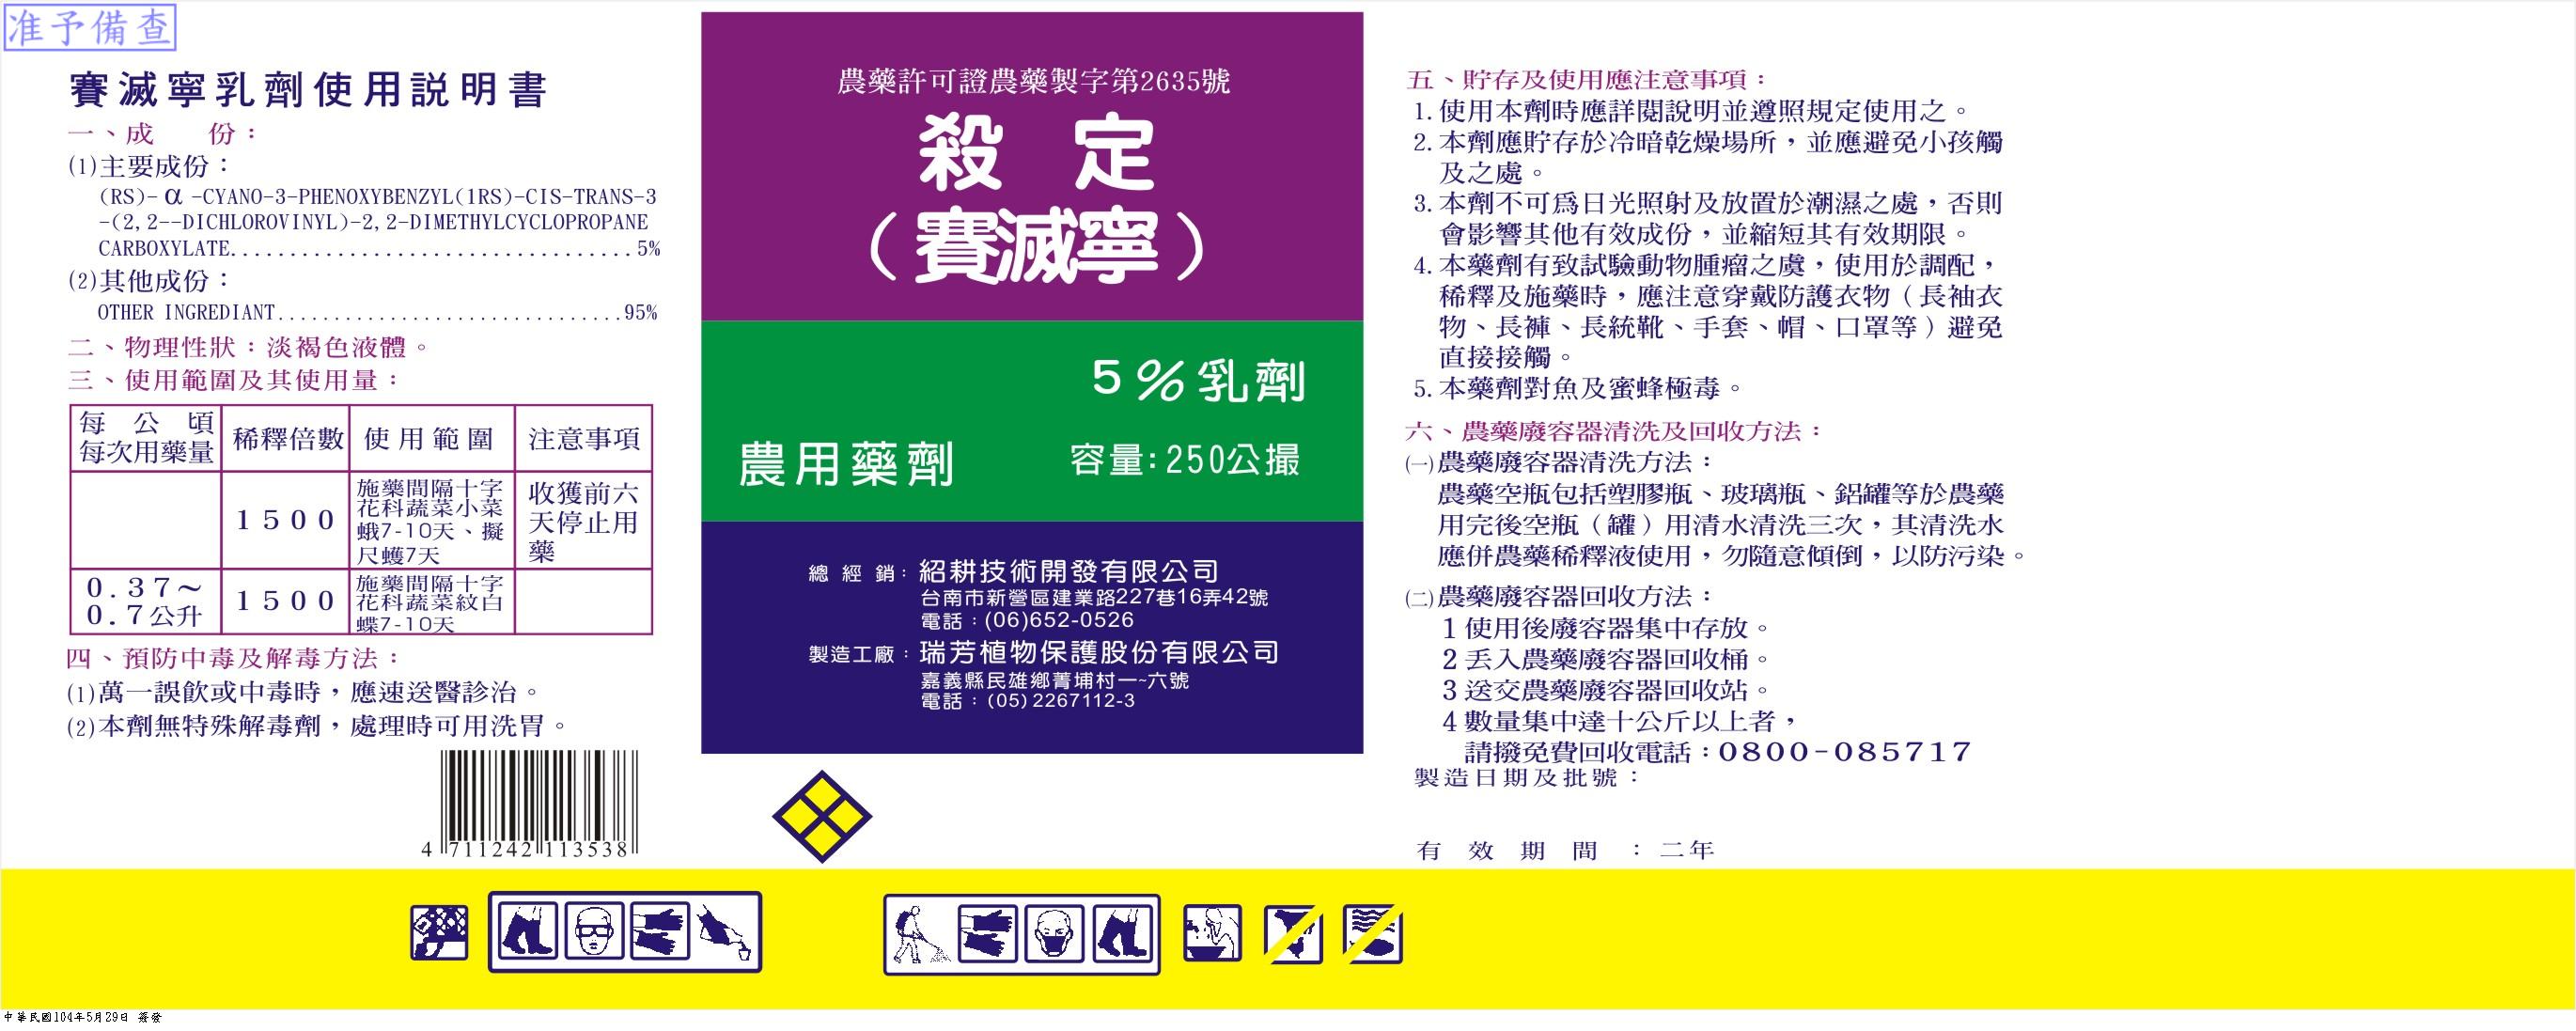 准予備查
賽滅寧乳劑使用説明書
一、成　份：
(1)主要成份：
(RS)-α-CYANO-3-PHENOXYBENZYL(1RS)-CIS-TRANS-3
-(2,2--DICHLOROVINYL)-2,2-DIMETHYLCYCLOPROPANE
CARBOXYLATE..................................5%
(2)其他成份：
OTHER INGREDIANT...............................95%
二、物理性狀：淡褐色液體。
三、使用範圍及其使用量：
每公頃
每次用藥量
稀釋倍數
使用範圍
注意事項
1500
施藥間隔十字
花科蔬菜小菜
蛾7-10天、擬
尺蠖7天
收獲前六
天停止用
藥
0.37～
0.7公升
1500
施藥間隔十字
花科蔬菜紋白
蝶7-10天
四、預防中毒及解毒方法：
(1)萬一誤飲或中毒時，應速送醫診治。
(2)本劑無特殊解毒劑，處理時可用洗胃。
4 711242 113538
農藥許可證農藥製字第2635號
殺定
（賽滅寧）
5%乳劑
農用藥劑
容量:250公撮
總經銷：紹耕技術開發有限公司
台南市新營區建業路227巷16弄42號
電話：(06)652-0526
製造工廠：瑞芳植物保護股份有限公司
嘉義縣民雄鄉菁埔村一~六號
電話：(05)2267112-3
五、貯存及使用應注意事項：
1.使用本劑時應詳閱說明並遵照規定使用之。
2.本劑應貯存於冷暗乾燥場所，並應避免小孩觸
及之處。
3.本劑不可爲日光照射及放置於潮濕之處，否則
會影響其他有效成份，並縮短其有效期限。
4.本藥劑有致試驗動物腫瘤之虞，使用於調配，
稀釋及施藥時，應注意穿戴防護衣物（長袖衣
物、長褲、長統靴、手套、帽、口罩等）避免
直接接觸。
5.本藥劑對魚及蜜蜂極毒。
六、農藥廢容器清洗及回收方法：
㈠農藥廢容器清洗方法：
農藥空瓶包括塑膠瓶、玻璃瓶、鋁罐等於農藥
用完後空瓶（罐）用清水清洗三次，其清洗水
應併農藥稀釋液使用，勿隨意傾倒，以防污染。
㈡農藥廢容器回收方法：
1使用後廢容器集中存放。
2丟入農藥廢容器回收桶。
3送交農藥廢容器回收站。
4數量集中達十公斤以上者，
請撥免費回收電話：0800-085717
製造日期及批號：
有效期間：二年
中華民國104年5月29日 簽發